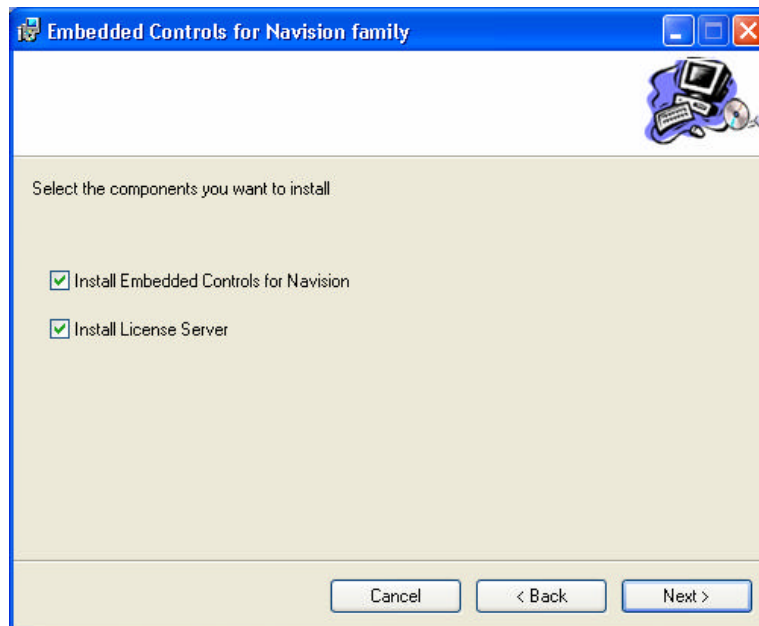 Embedded Controls for Navision family
Select the components you want to install
Install Embedded Controls for Navision
Install License Server
Cancel
< Back
Next >